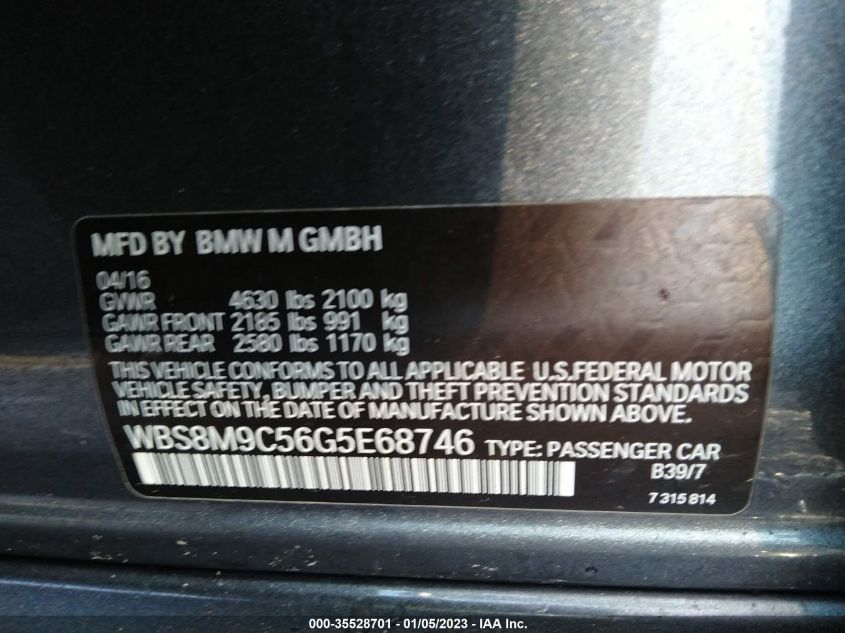 MFD BY BMW M GMBH
04/16
GVWR 4630 lbs 2100 kg
GAWR FRONT 2185 lbs 991 kg
GAWR REAR 2580 lbs 1170 kg
THIS VEHICLE CONFORMS TO ALL APPLICABLE U.S.FEDERAL MOTOR
VEHICLE SAFETY, BUMPER AND THEFT PREVENTION STANDARDS
IN EFFECT ON THE DATE OF MANUFACTURE SHOWN ABOVE.
WBS8M9C56G5E68746 TYPE: PASSENGER CAR
B39/7
7 315 814
000-35528701 - 01/05/2023 - IAA Inc.